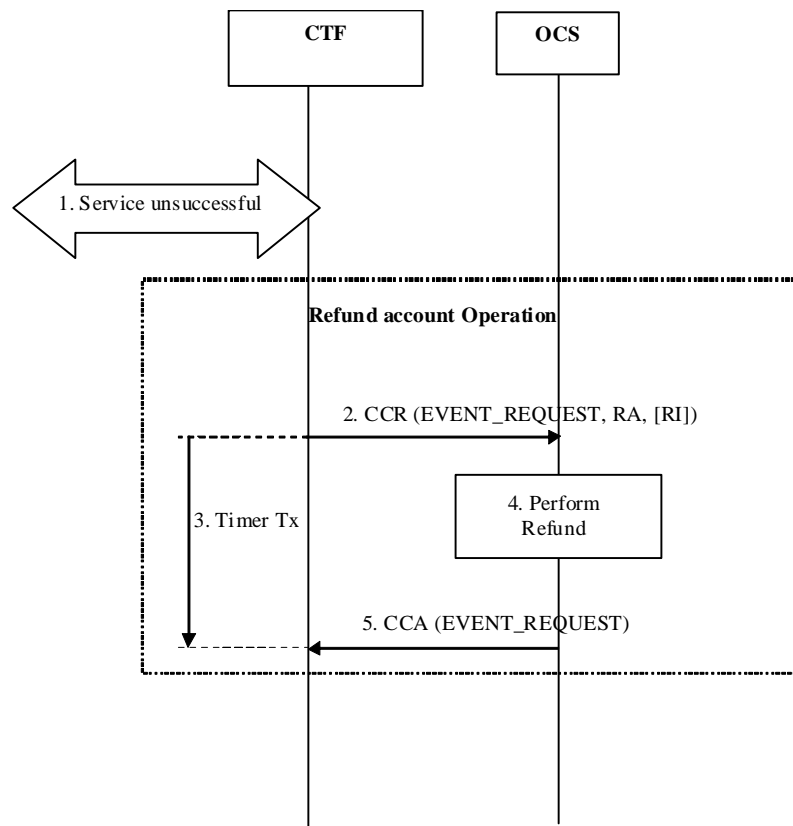 CTF
OCS
1. Service unsuccessful
Refund account Operation
2. CCR (EVENT_REQUEST, RA, [RI])
3. Timer Tx
4. Perform
Refund
5. CCA (EVENT_REQUEST)